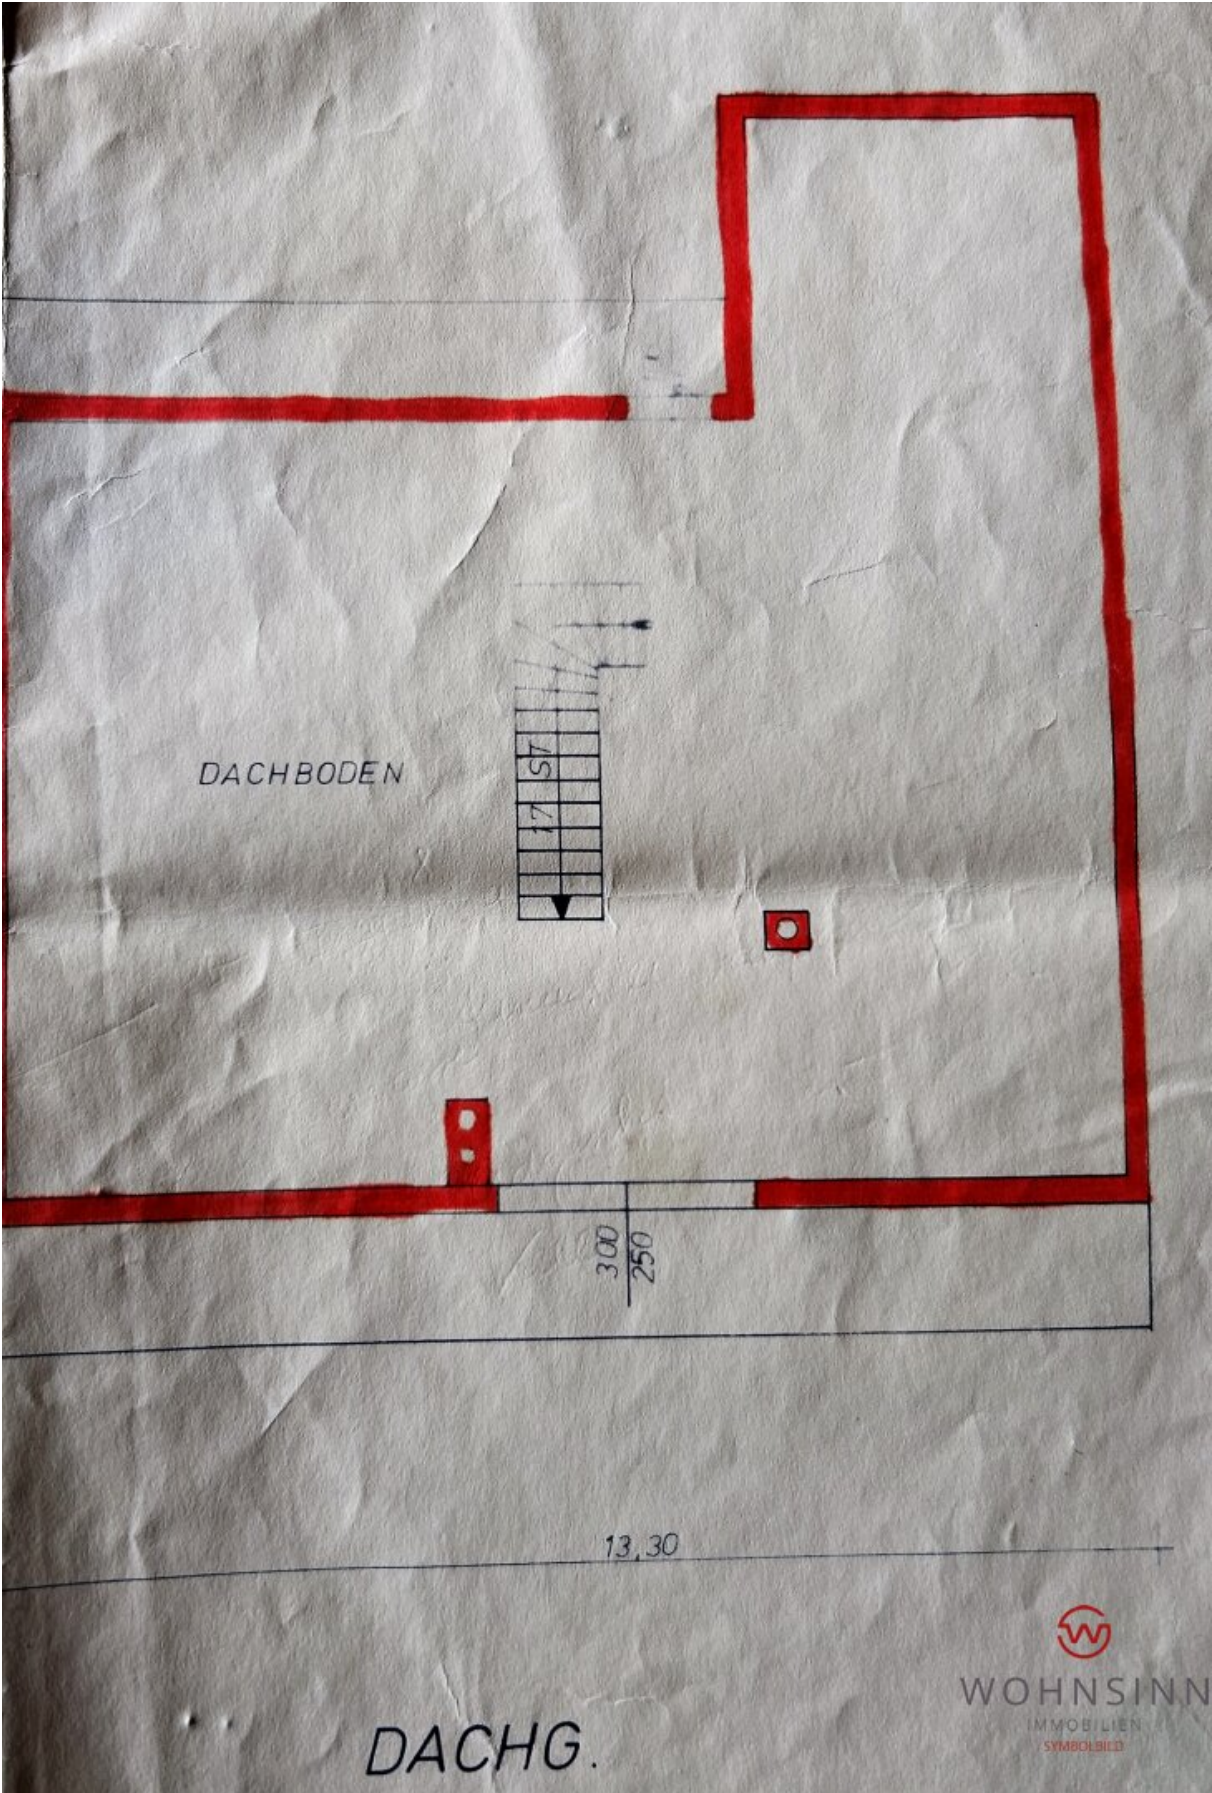 DACHBODEN
17 ST
300
250
13,30
DACHG.
WOHNSINN
IMMOBILIEN
SYMBOLBILD